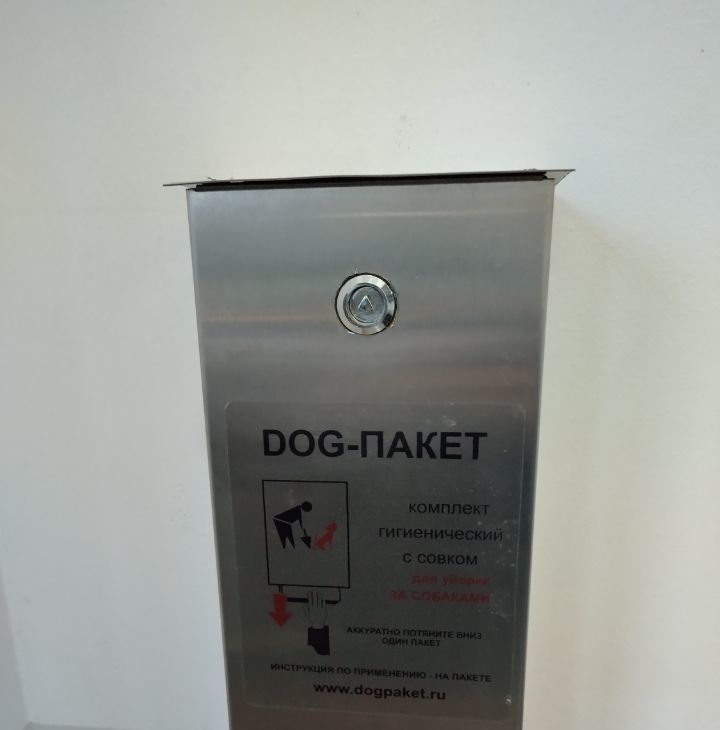 DOG-ПАКЕТ
КОМПЛЕКТ
ГИГИЕНИЧЕСКИЙ
С СОВКОМ
для уборки
ЗА СОБАКАМИ
АККУРАТНО ПОТЯНИТЕ ВНИЗ
ОДИН ПАКЕТ
ИНСТРУКЦИЯ ПО ПРИМЕНЕНИЮ - НА ПАКЕТЕ
www.dogpaket.ru